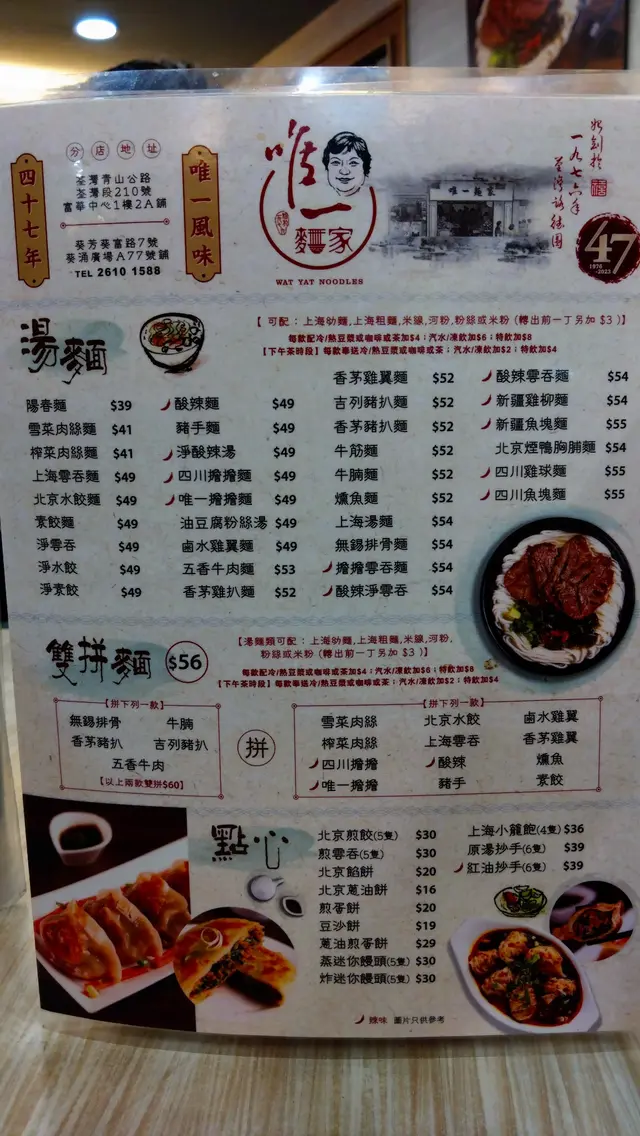 四十七年
分店地址
荃灣青山公路
荃灣段210號
富華中心1樓2A鋪
葵芳葵富路7號
葵涌廣場A77號舖
TEL 2610 1588
唯一風味
唯一麵家
WAT YAT NOODLES
唯一麵家
始創於
一九七六年
荃灣路德圍
47
1976-2023
湯麵
【 可配：上海幼麵,上海粗麵,米線,河粉,粉絲或米粉 (轉出前一丁另加 $3 )】
每款配冷/熱豆漿或咖啡或茶加$4；汽水/凍飲加$6；特飲加$8
【下午茶時段】每款奉送冷/熱豆漿或咖啡或茶；汽水/凍飲加$2；特飲加$4
陽春麵 $39
雪菜肉絲麵 $41
榨菜肉絲麵 $41
上海雲吞麵 $49
北京水餃麵 $49
素餃麵 $49
淨雲吞 $49
淨水餃 $49
淨素餃 $49
酸辣麵 $49
豬手麵 $49
淨酸辣湯 $49
四川擔擔麵 $49
唯一擔擔麵 $49
油豆腐粉絲湯 $49
鹵水雞翼麵 $49
五香牛肉麵 $53
香茅雞扒麵 $52
香茅雞翼麵 $52
吉列豬扒麵 $52
香茅豬扒麵 $52
牛筋麵 $52
牛腩麵 $52
燻魚麵 $52
上海湯麵 $54
無錫排骨麵 $54
擔擔雲吞麵 $54
酸辣淨雲吞 $54
酸辣雲吞麵 $54
新疆雞柳麵 $54
新疆魚塊麵 $55
北京煙鴨胸脯麵 $54
四川雞球麵 $55
四川魚塊麵 $55
雙拼麵 $56
【湯麵類可配：上海幼麵,上海粗麵,米線,河粉,
粉絲或米粉 (轉出前一丁另加 $3 )】
每款配冷/熱豆漿或咖啡或茶加$4；汽水/凍飲加$6；特飲加$8
【下午茶時段】每款奉送冷/熱豆漿或咖啡或茶；汽水/凍飲加$2；特飲加$4
【拼下列一款】
無錫排骨 牛腩
香茅豬扒 吉列豬扒
五香牛肉
【以上兩款雙拼$60】
拼
【拼下列一款】
雪菜肉絲 北京水餃 鹵水雞翼
榨菜肉絲 上海雲吞 香茅雞翼
四川擔擔 酸辣 燻魚
唯一擔擔 豬手 素餃
點心
北京煎餃(5隻) $30
煎雲吞(5隻) $30
北京餡餅 $20
北京蔥油餅 $16
煎蛋餅 $20
豆沙餅 $19
蔥油煎蛋餅 $29
蒸迷你饅頭(5隻) $30
炸迷你饅頭(5隻) $30
上海小籠飽(4隻) $36
原湯抄手(6隻) $39
紅油抄手(6隻) $39
辣味 圖片只供參考